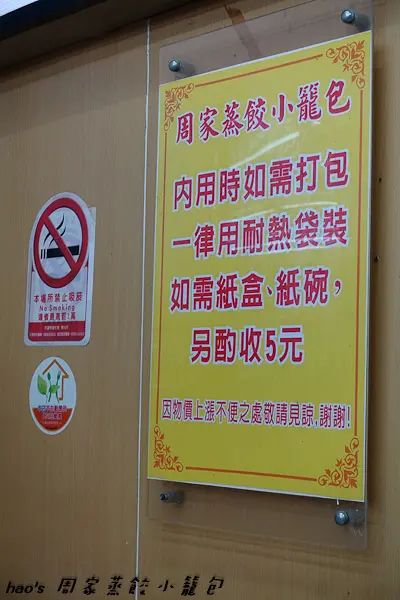 周家蒸餃小籠包
内用時如需打包
一律用耐熱袋裝
如需紙盒、紙碗，
另酌收5元
因物價上漲不便之處敬請見諒,謝謝!
本場所禁止吸菸
No Smoking
hao's 周家蒸餃小籠包